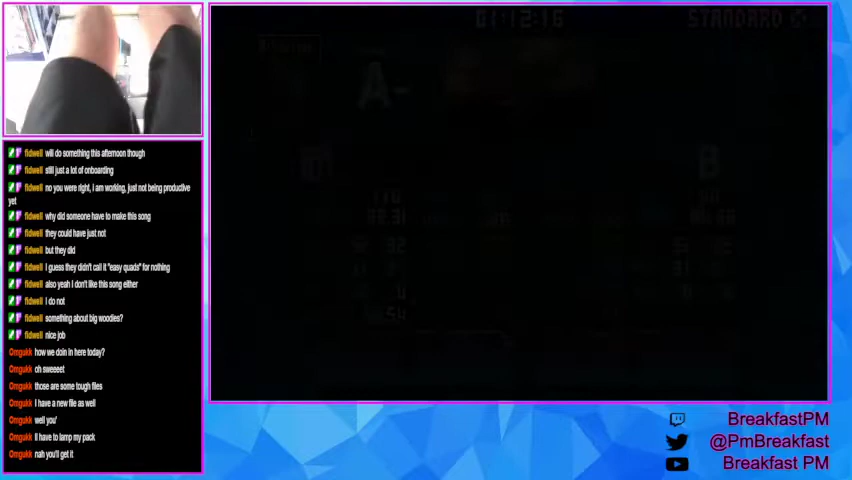 fidwell will do something this afternoon though
fidwell still just a lot of onboarding
fidwell no you were right, i am working, just not being productive
yet
fidwell why did someone have to make this song
fidwell they could have just not
fidwell but they did
fidwell I guess they didn't call it "easy quads" for nothing
fidwell also yeah I don't like this song either
fidwell I do not
fidwell something about big woodies?
fidwell nice job
Omgukk how we doin in here today?
Omgukk oh sweeeet
Omgukk those are some tough files
Omgukk I have a new file as well
Omgukk well you'
Omgukk ll have to lamp my pack
Omgukk nah you'll get it
01:12:16
STANDARD
A-
B
BreakfastPM
@PmBreakfast
Breakfast PM